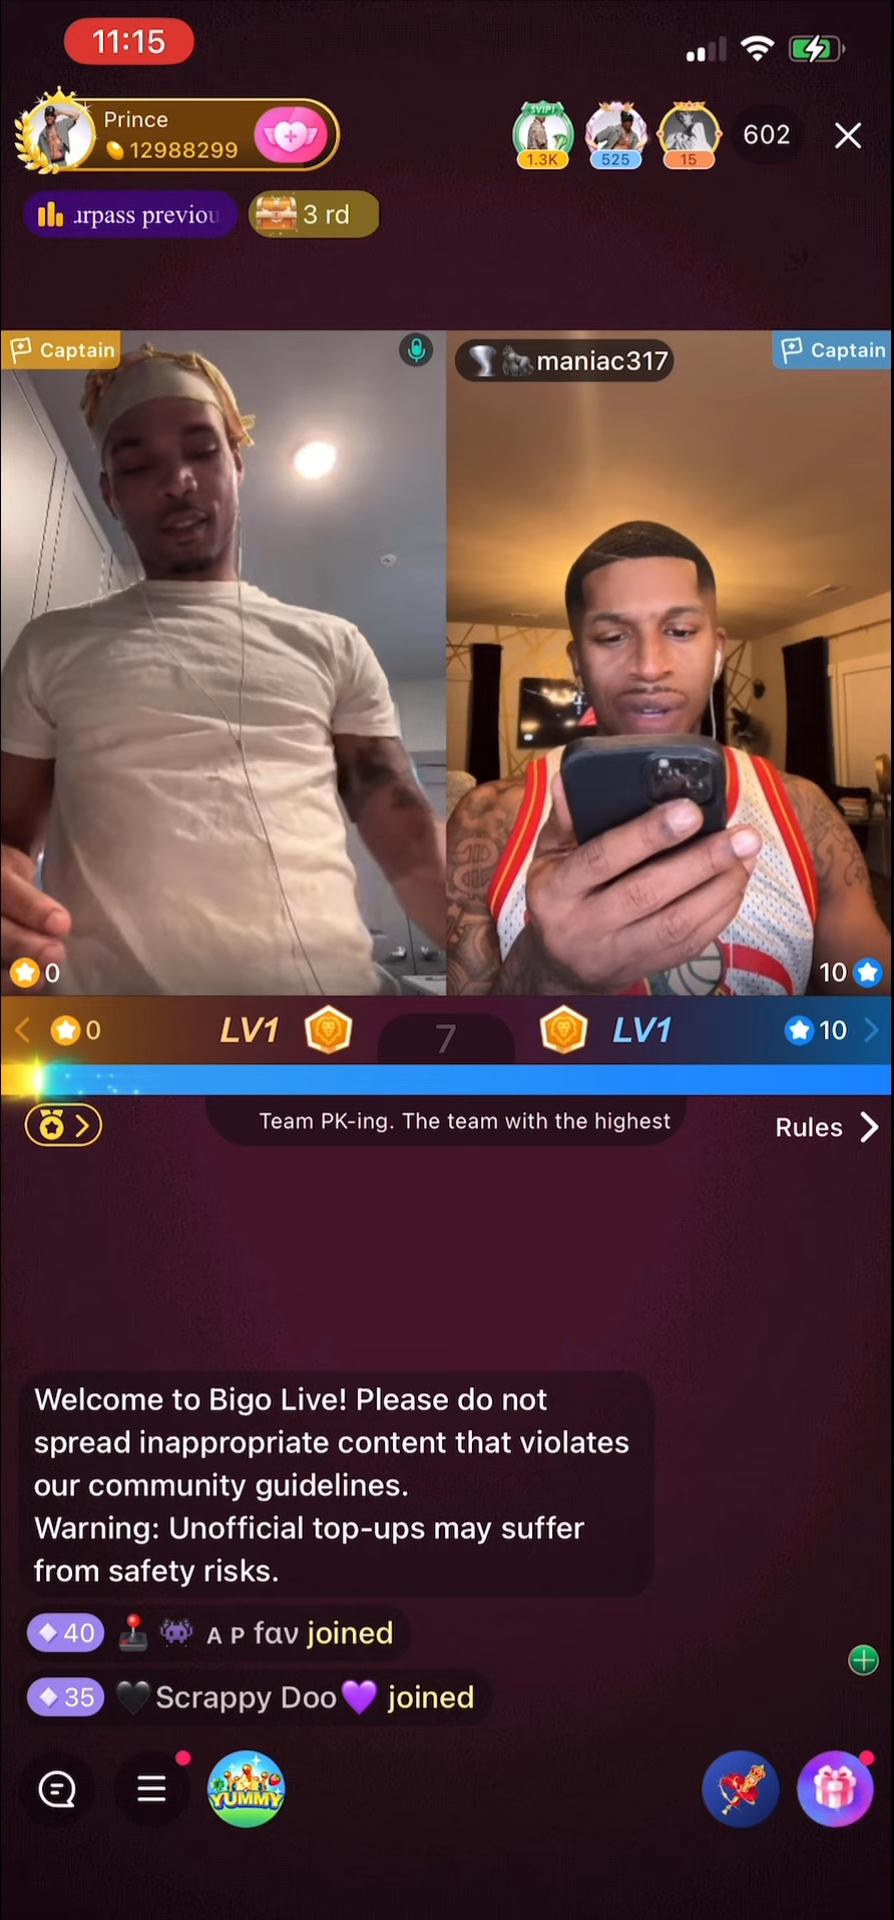 11:15
Prince
12988299
SVIP1
1.3K
525
15
602
urpass previou
3 rd
Captain
maniac317
Captain
0
10
0
LV1
7
LV1
10
Team PK-ing. The team with the highest
Rules
Welcome to Bigo Live! Please do not
spread inappropriate content that violates
our community guidelines.
Warning: Unofficial top-ups may suffer
from safety risks.
40 ᴀ ᴘ fαν joined
35 Scrappy Doo joined
YUMMY